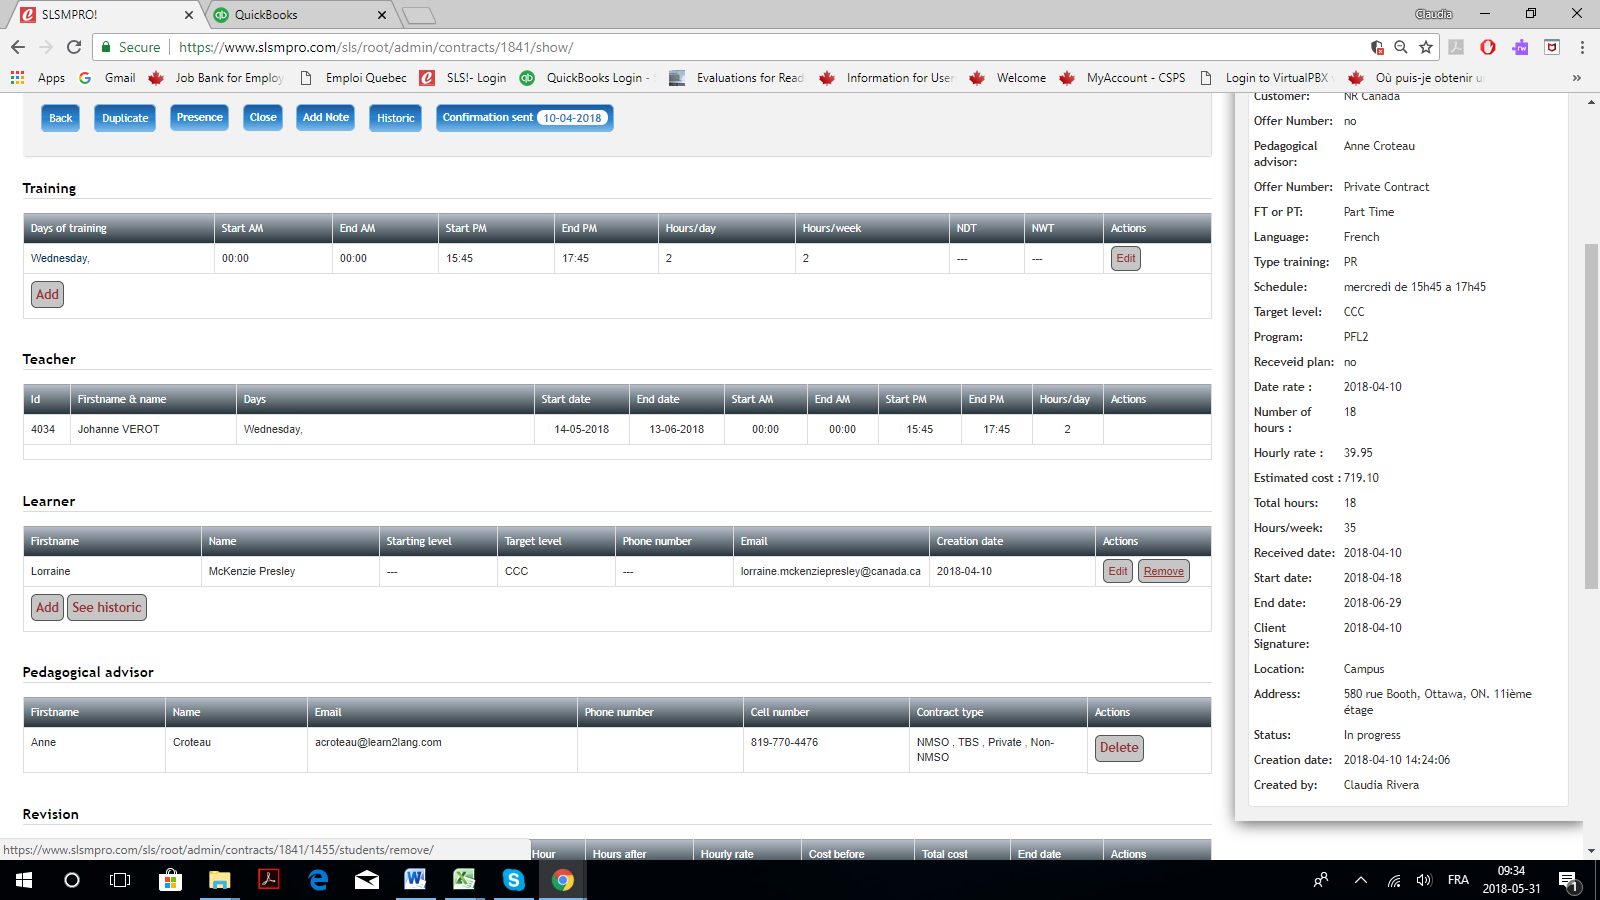 SLSMPRO!
QuickBooks
Claudia
Secure
https://www.slsmpro.com/sls/root/admin/contracts/1841/show/
Apps
Gmail
Job Bank for Employ
Emploi Quebec
SLS!- Login
QuickBooks Login -
Evaluations for Read
Information for User
Welcome
MyAccount - CSPS
Login to VirtualPBX
Où puis-je obtenir u
»
Back Duplicate Presence Close Add Note Historic Confirmation sent 10-04-2018
Training
Days of training Start AM End AM Start PM End PM Hours/day Hours/week NDT NWT Actions
Wednesday, 00:00 00:00 15:45 17:45 2 2 --- --- Edit
Add
Teacher
Id Firstname & name Days Start date End date Start AM End AM Start PM End PM Hours/day Actions
4034 Johanne VEROT Wednesday, 14-05-2018 13-06-2018 00:00 00:00 15:45 17:45 2
Learner
Firstname Name Starting level Target level Phone number Email Creation date Actions
Lorraine McKenzie Presley --- CCC --- lorraine.mckenziepresley@canada.ca 2018-04-10 Edit Remove
Add See historic
Pedagogical advisor
Firstname Name Email Phone number Cell number Contract type Actions
Anne Croteau acroteau@learn2lang.com 819-770-4476 NMSO , TBS , Private , Non-
NMSO
Delete
Revision
Hour Hours after Hourly rate Cost before Total cost End date Actions
Customer: NR Canada
Offer Number: no
Pedagogical Anne Croteau
advisor:
Offer Number: Private Contract
FT or PT: Part Time
Language: French
Type training: PR
Schedule: mercredi de 15h45 a 17h45
Target level: CCC
Program: PFL2
Receveid plan: no
Date rate : 2018-04-10
Number of 18
hours :
Hourly rate : 39.95
Estimated cost : 719.10
Total hours: 18
Hours/week: 35
Received date: 2018-04-10
Start date: 2018-04-18
End date: 2018-06-29
Client 2018-04-10
Signature:
Location: Campus
Address: 580 rue Booth, Ottawa, ON. 11ième
étage
Status: In progress
Creation date: 2018-04-10 14:24:06
Created by: Claudia Rivera
https://www.slsmpro.com/sls/root/admin/contracts/1841/1455/students/remove/
FRA
09:34
2018-05-31
1